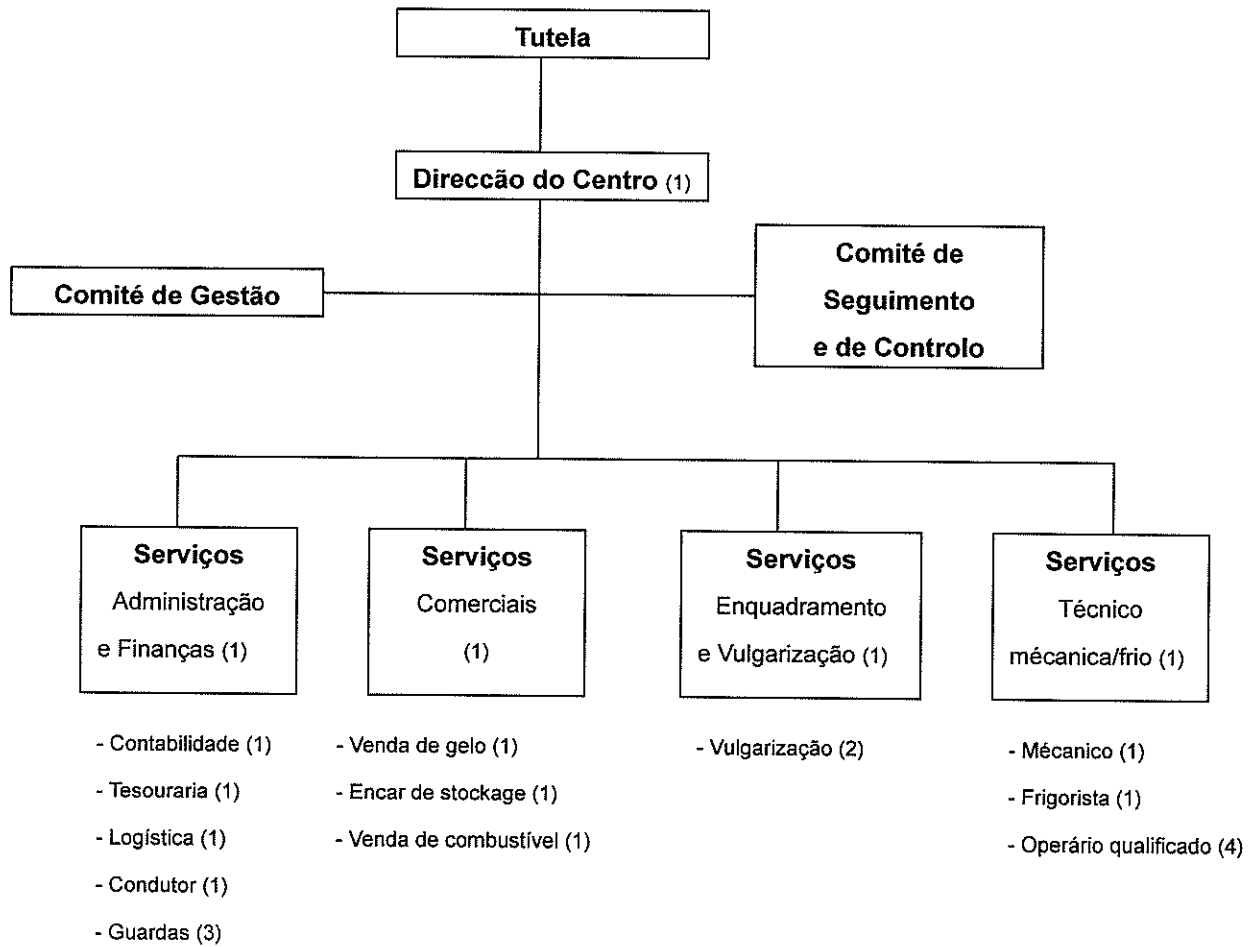 Tutela
Direccão do Centro (1)
Comité de Gestão
Comité de
Seguimento
e de Controlo
Serviços
Administração
e Finanças (1)
- Contabilidade (1)
- Tesouraria (1)
- Logística (1)
- Condutor (1)
- Guardas (3)
Serviços
Comerciais
(1)
- Venda de gelo (1)
- Encar de stockage (1)
- Venda de combustível (1)
Serviços
Enquadramento
e Vulgarização (1)
- Vulgarização (2)
Serviços
Técnico
mécanica/frio (1)
- Mécanico (1)
- Frigorista (1)
- Operário qualificado (4)